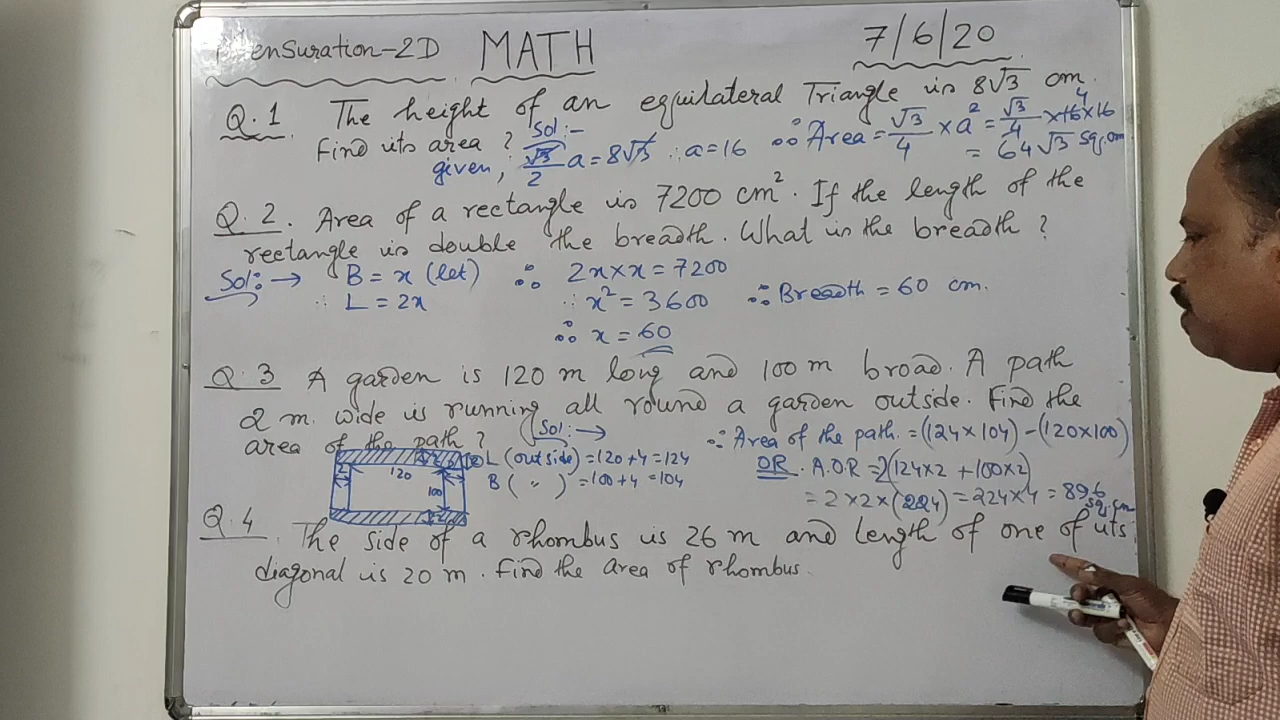 ensuration-2D MATH 7/6/20
Q.1 The height of an equilateral Triangle is 8√3 cm.
Find its area? Sol:-
given, √3/2 a = 8√3 ∴ a = 16 ∴ Area = √3/4 × a² = √3/4 × 16 × 16 4
= 64√3 sq.cm
Q.2. Area of a rectangle is 7200 cm². If the length of the
rectangle is double the breadth. What is the breadth?
Sol:→ B = x (let) ∴ 2x × x = 7200
∴ L = 2x ∴ x² = 3600 ∴ Breadth = 60 cm.
∴ x = 60
Q.3 A garden is 120 m long and 100 m broad. A path
2 m. wide is running all round a garden outside. Find the
area of the path? Sol:→ ∴ Area of the path. = (124×104) - (120×100)
L (outside) = 120+4 = 124
B ( " ) = 100+4 = 104
2 120 100
OR. A.O.R = 2(124×2 + 100×2)
= 2×2×(224) = 224×4 = 896 sq.cm
Q.4. The side of a rhombus is 26 m and length of one of its
diagonal is 20 m. Find the area of rhombus.